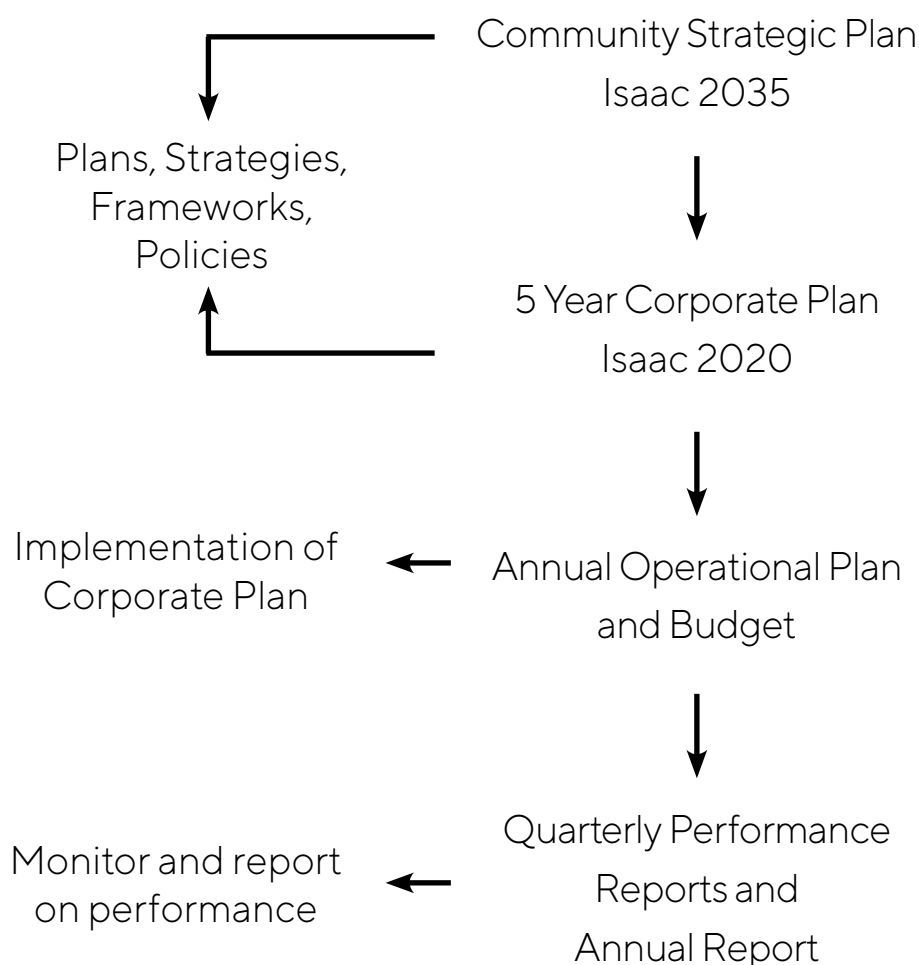 Community Strategic Plan
Isaac 2035
Plans, Strategies,
Frameworks,
Policies
5 Year Corporate Plan
Isaac 2020
Implementation of
Corporate Plan
Annual Operational Plan
and Budget
Monitor and report
on performance
Quarterly Performance
Reports and
Annual Report